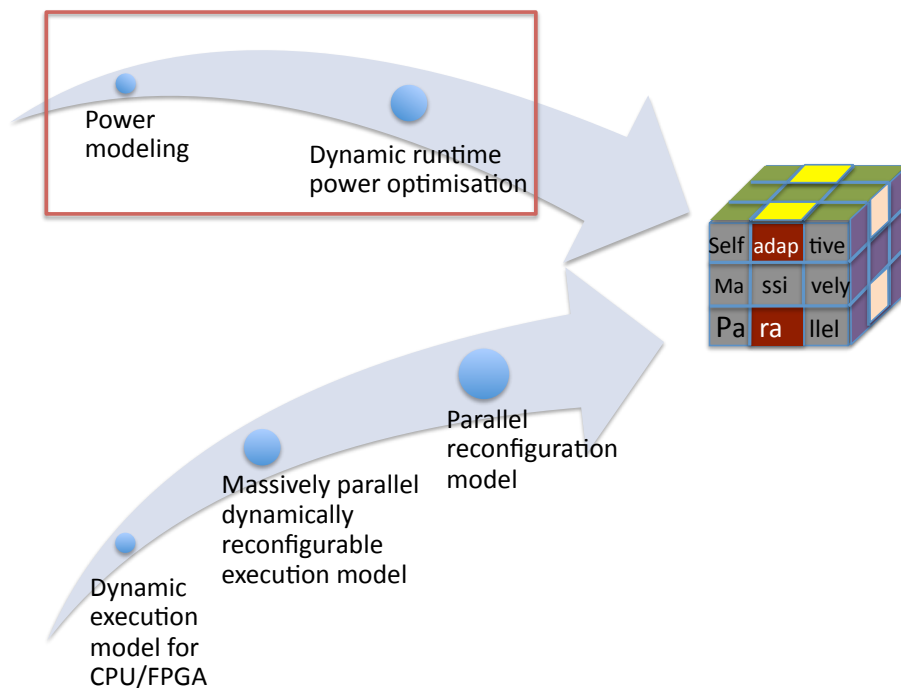 Power
modeling
Dynamic runtime
power optimisation
Self adap tive
Ma ssi vely
Pa ra llel
Parallel
reconfiguration
model
Massively parallel
dynamically
reconfigurable
execution model
Dynamic
execution
model for
CPU/FPGA